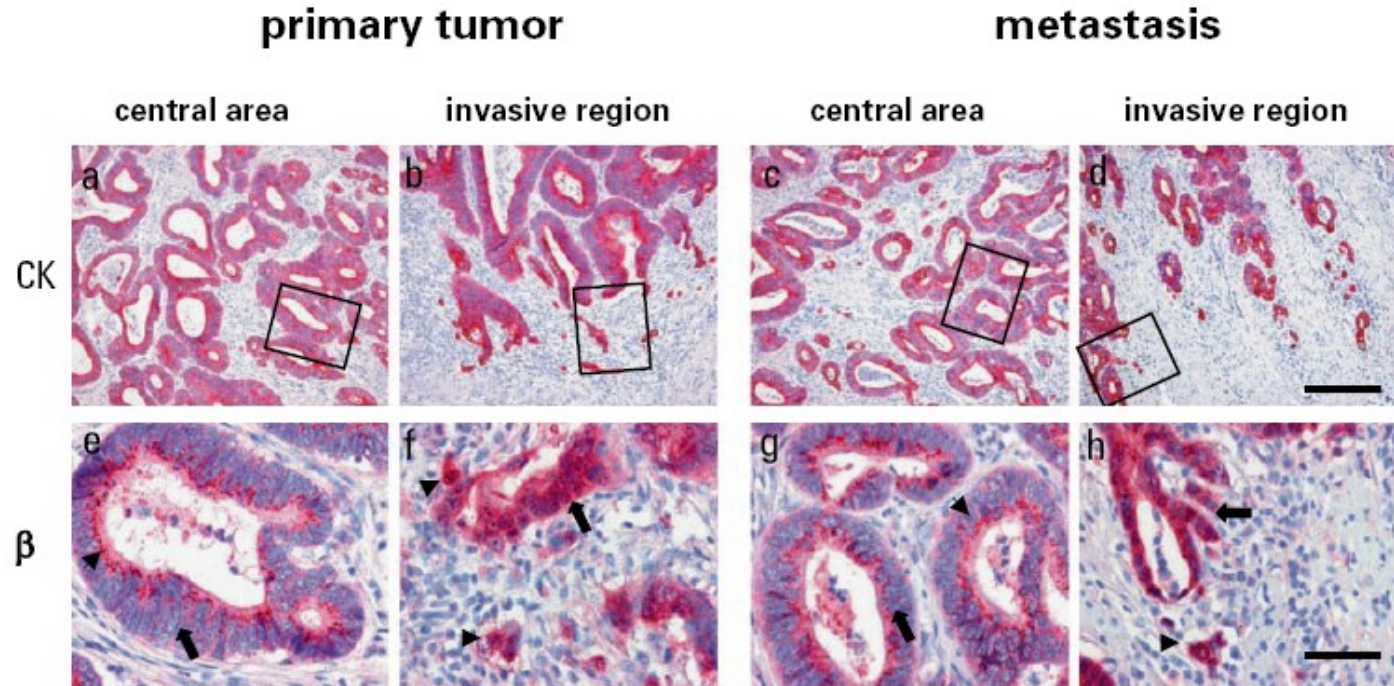 primary tumor metastasis
central area invasive region central area invasive region
CK a b c d
β e f g h